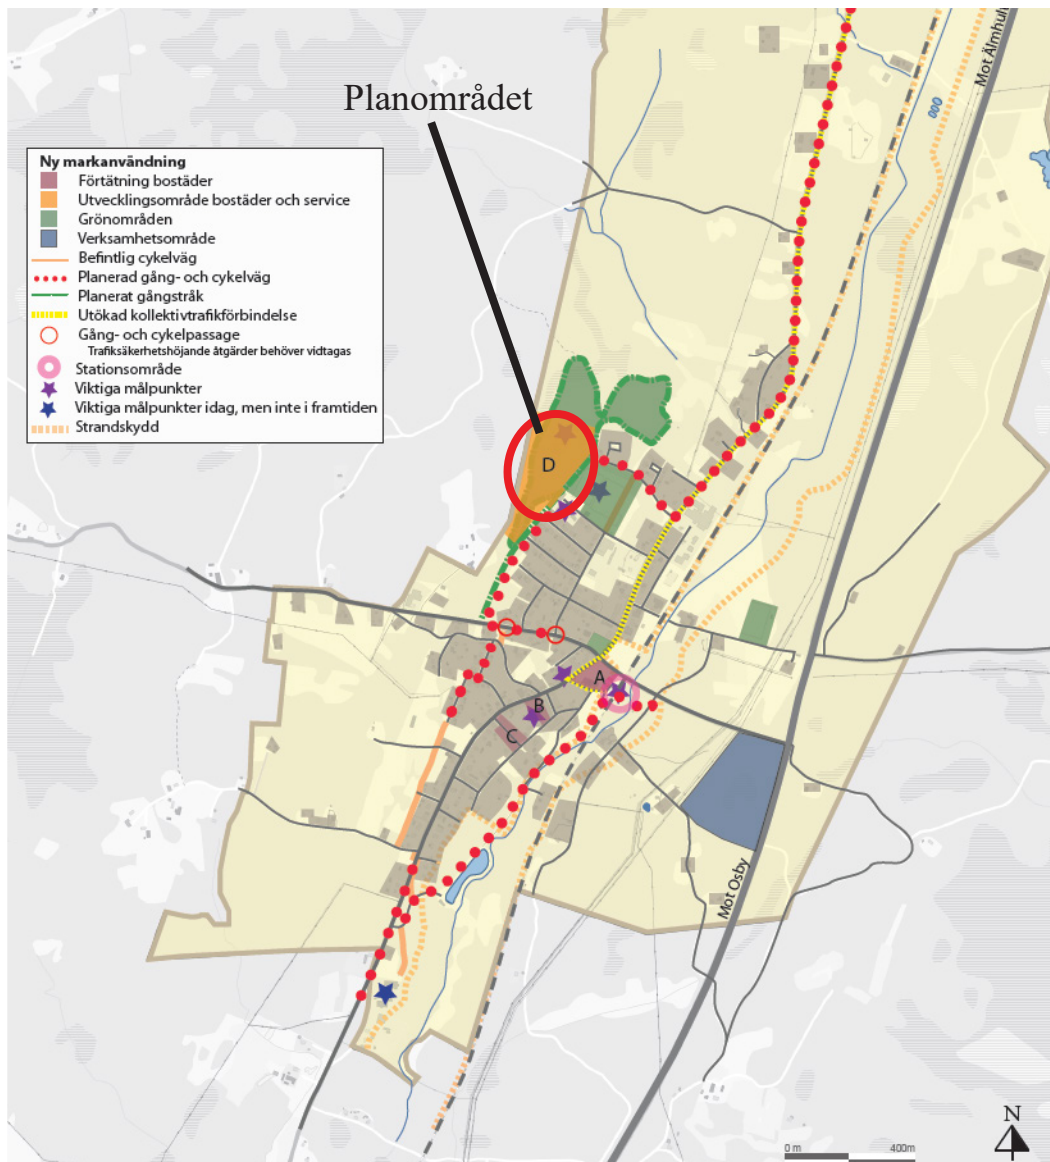 Planområdet
Mot Älmhult
Ny markanvändning
Förtätning bostäder
Utvecklingsområde bostäder och service
Grönområden
Verksamhetsområde
Befintlig cykelväg
Planerad gång- och cykelväg
Planerat gångstråk
Utökad kollektivtrafikförbindelse
Gång- och cykelpassage
Trafiksäkerhetshöjande åtgärder behöver vidtagas
Stationsområde
Viktiga målpunkter
Viktiga målpunkter idag, men inte i framtiden
Strandskydd
D
A
B
C
Mot Osby
N
0 m 400m